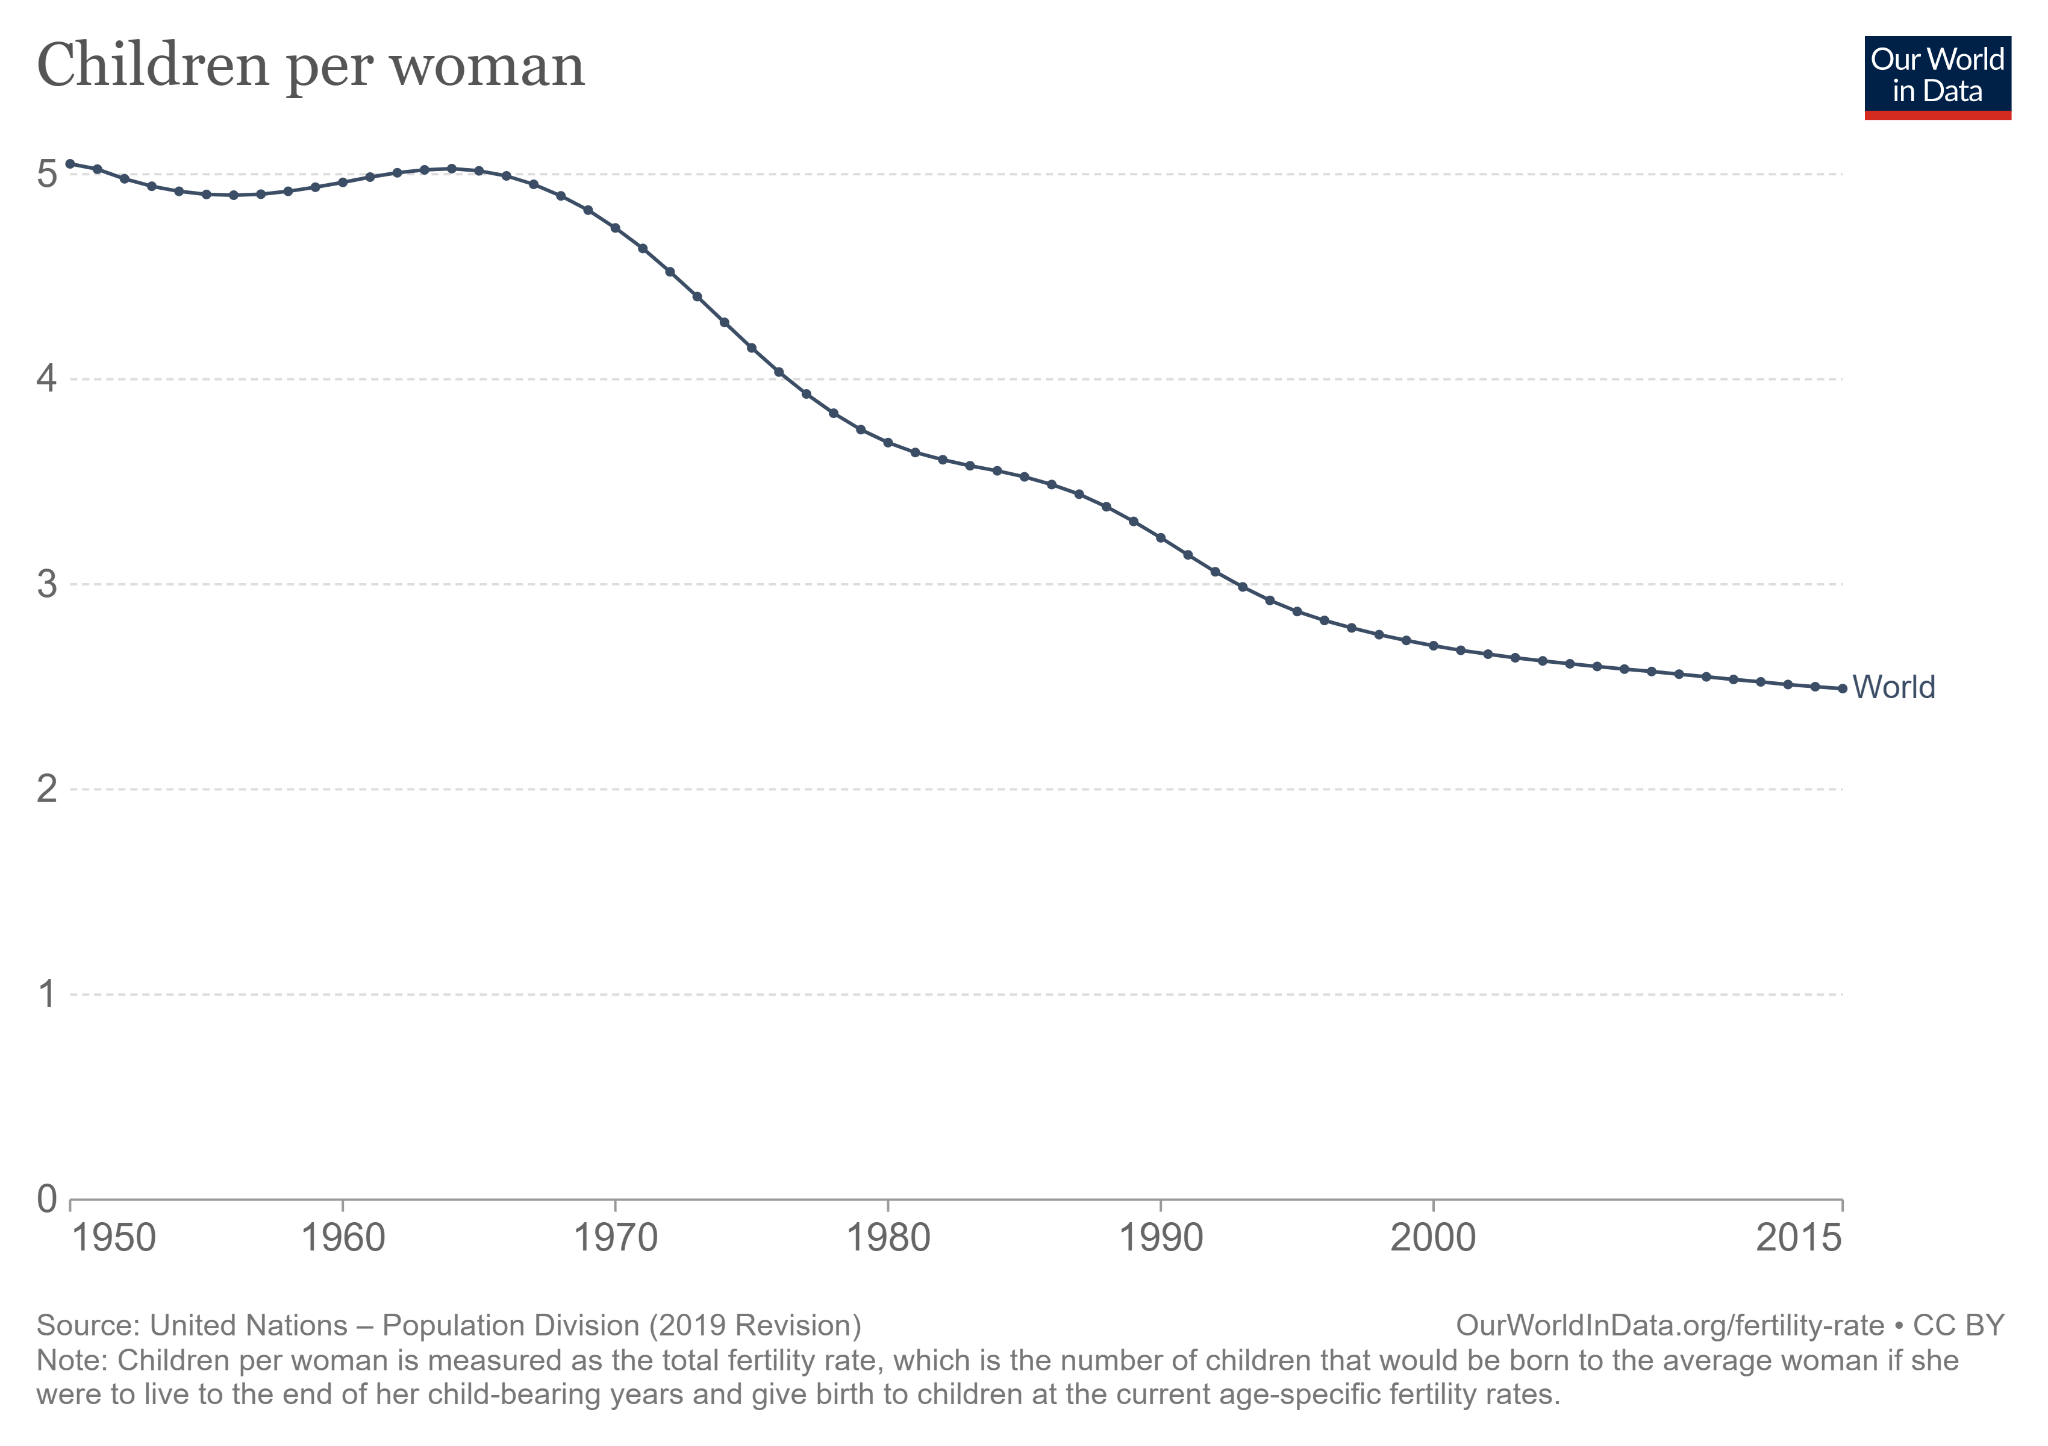 Children per woman
Our World
in Data
5
4
3
2
1
0
World
1950
1960
1970
1980
1990
2000
2015
Source: United Nations – Population Division (2019 Revision)
OurWorldInData.org/fertility-rate • CC BY
Note: Children per woman is measured as the total fertility rate, which is the number of children that would be born to the average woman if she
were to live to the end of her child-bearing years and give birth to children at the current age-specific fertility rates.